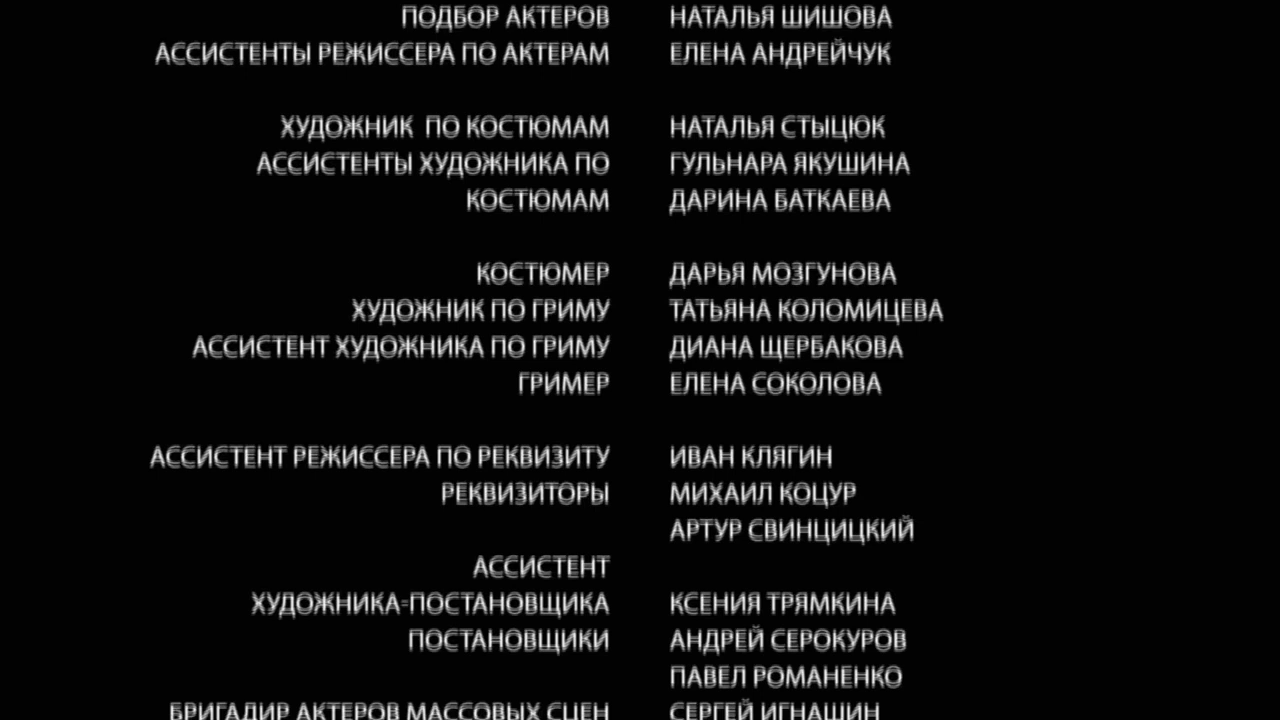 ПОДБОР АКТЕРОВ НАТАЛЬЯ ШИШОВА
АССИСТЕНТЫ РЕЖИССЕРА ПО АКТЕРАМ ЕЛЕНА АНДРЕЙЧУК
ХУДОЖНИК ПО КОСТЮМАМ НАТАЛЬЯ СТЫЦЮК
АССИСТЕНТЫ ХУДОЖНИКА ПО ГУЛЬНАРА ЯКУШИНА
КОСТЮМАМ ДАРИНА БАТКАЕВА
КОСТЮМЕР ДАРЬЯ МОЗГУНОВА
ХУДОЖНИК ПО ГРИМУ ТАТЬЯНА КОЛОМИЦЕВА
АССИСТЕНТ ХУДОЖНИКА ПО ГРИМУ ДИАНА ЩЕРБАКОВА
ГРИМЕР ЕЛЕНА СОКОЛОВА
АССИСТЕНТ РЕЖИССЕРА ПО РЕКВИЗИТУ ИВАН КЛЯГИН
РЕКВИЗИТОРЫ МИХАИЛ КОЦУР
АРТУР СВИНЦИЦКИЙ
АССИСТЕНТ
ХУДОЖНИКА-ПОСТАНОВЩИКА КСЕНИЯ ТРЯМКИНА
ПОСТАНОВЩИКИ АНДРЕЙ СЕРОКУРОВ
ПАВЕЛ РОМАНЕНКО
БРИГАДИР АКТЕРОВ МАССОВЫХ СЦЕН СЕРГЕЙ ИГНАШИН